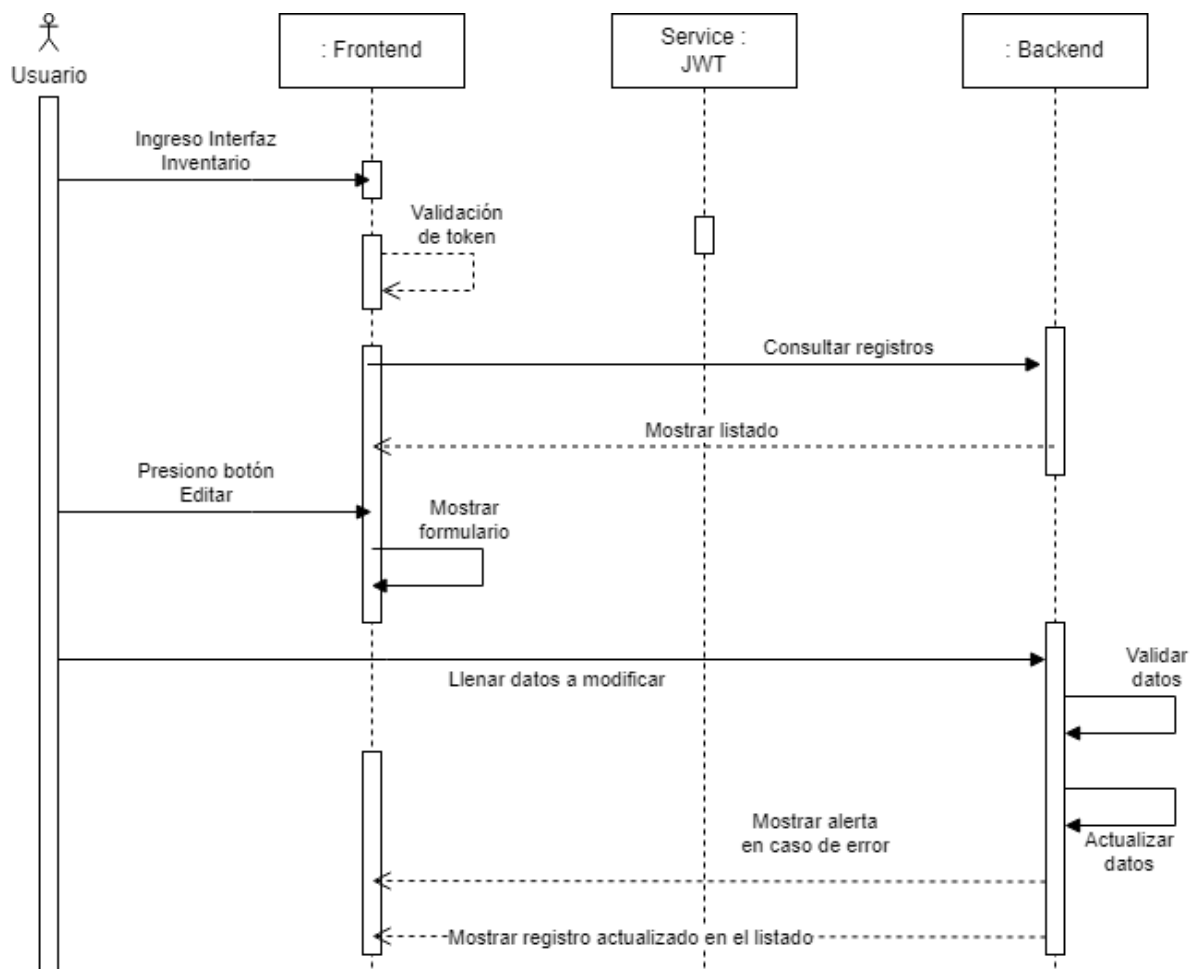 Usuario
: Frontend
Service :
JWT
: Backend
Ingreso Interfaz
Inventario
Validación
de token
Consultar registros
Mostrar listado
Presiono botón
Editar
Mostrar
formulario
Llenar datos a modificar
Validar
datos
Mostrar alerta
en caso de error
Actualizar
datos
Mostrar registro actualizado en el listado